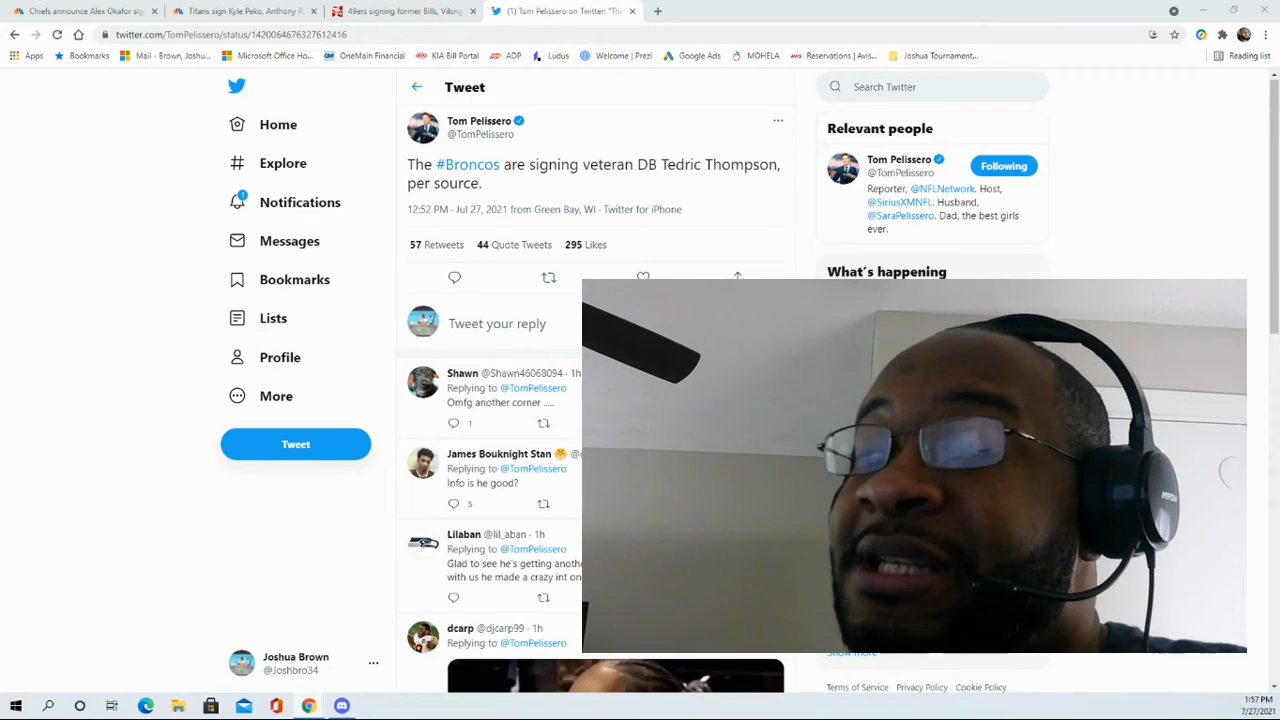 Chiefs announce Alex Okafor sig
Titans sign Kyle Peko, Anthony R
49ers signing former Bills, Viking
(1) Tom Pelissero on Twitter: "The
twitter.com/TomPelissero/status/1420064676327612416
Apps
Bookmarks
Mail - Brown, Joshu...
Microsoft Office Ho...
OneMain Financial
KIA Bill Portal
ADP
Ludus
Welcome | Prezi
Google Ads
MOHELA
Reservations | Avis...
Joshua Tournament...
Reading list
Home
Explore
1
Notifications
Messages
Bookmarks
Lists
Profile
More
Tweet
Joshua Brown
@Joshbro34
Tweet
Tom Pelissero
@TomPelissero
The #Broncos are signing veteran DB Tedric Thompson,
per source.
12:52 PM · Jul 27, 2021 from Green Bay, WI · Twitter for iPhone
57 Retweets 44 Quote Tweets 295 Likes
Tweet your reply
Shawn @Shawn46068094 · 1h
Replying to @TomPelissero
Omfg another corner .....
1
James Bouknight Stan
Replying to @TomPelissero
Info is he good?
5
Lilaban @lil_aban · 1h
Replying to @TomPelissero
Glad to see he's getting anothe
with us he made a crazy int on
dcarp @djcarp99 · 1h
Replying to @TomPelissero
Search Twitter
Relevant people
Tom Pelissero
@TomPelissero
Following
Reporter, @NFLNetwork. Host,
@SiriusXMNFL. Husband,
@SaraPelissero. Dad, the best girls
ever.
What's happening
Show more
Terms of Service Privacy Policy Cookie Policy
1:57 PM
7/27/2021